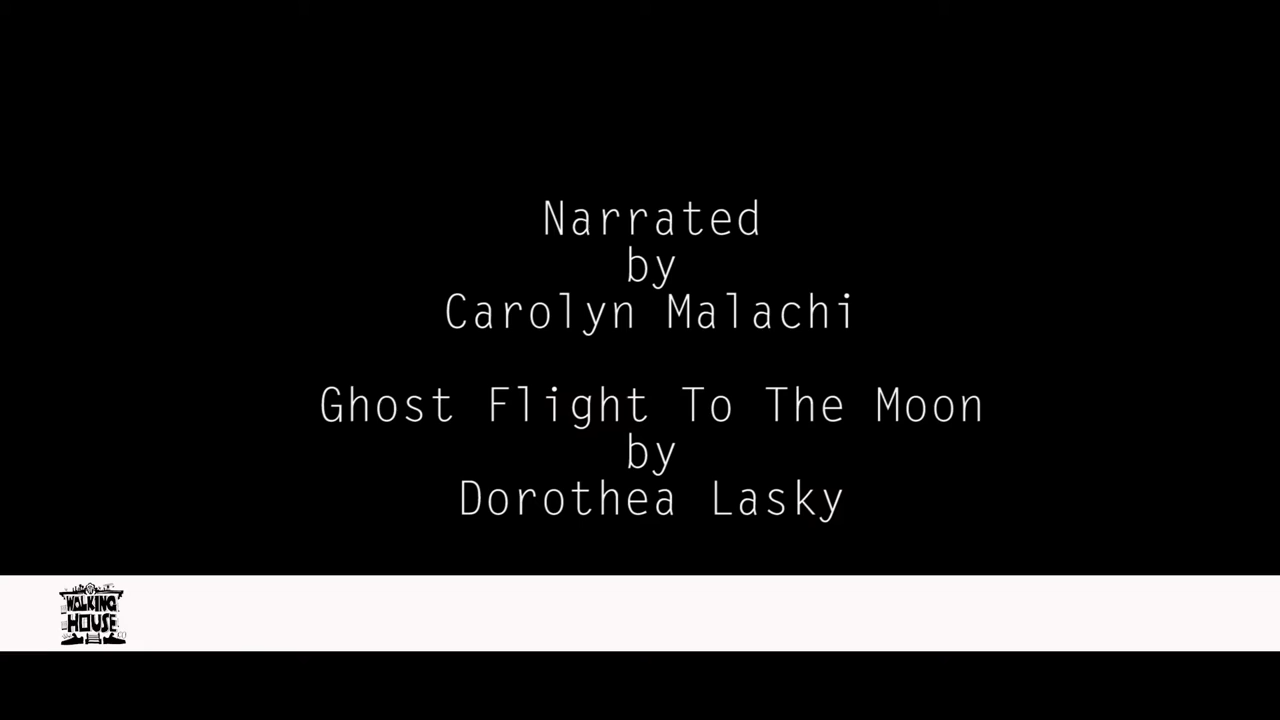 Narrated
by
Carolyn Malachi
Ghost Flight To The Moon
by
Dorothea Lasky
WALKING
HOUSE